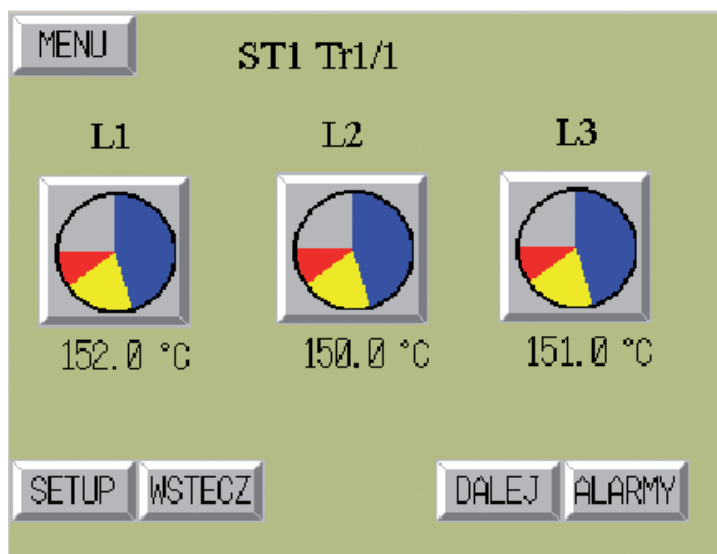 MENU
ST1 Tr1/1
L1 L2 L3
152.0 °C 150.0 °C 151.0 °C
SETUP WSTECZ DALEJ ALARMY